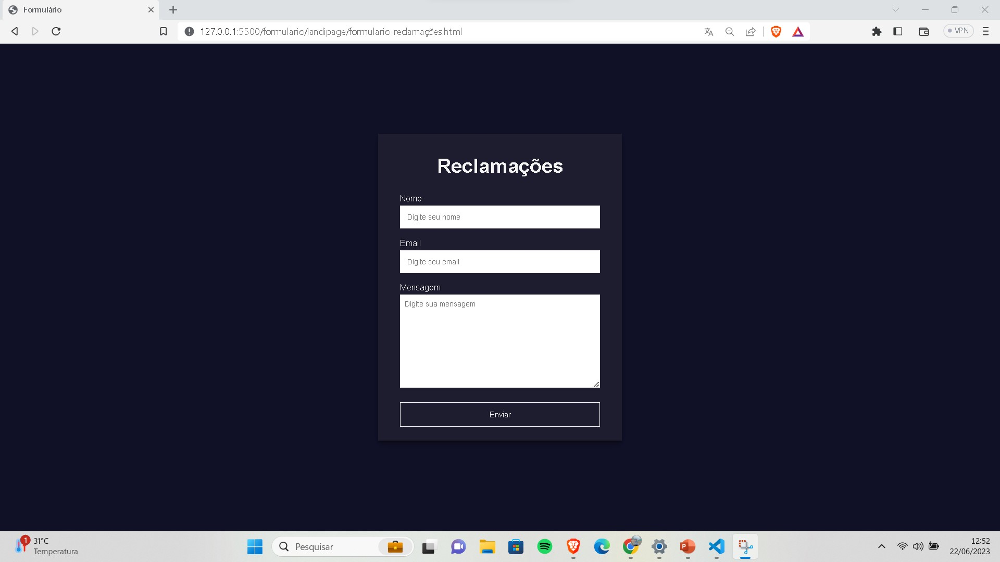 Formulário
127.0.0.1:5500/formulario/landipage/formulario-reclamações.html
VPN
Reclamações
Nome
Digite seu nome
Email
Digite seu email
Mensagem
Digite sua mensagem
Enviar
1
31°C
Temperatura
Pesquisar
P
12:52
22/06/2023